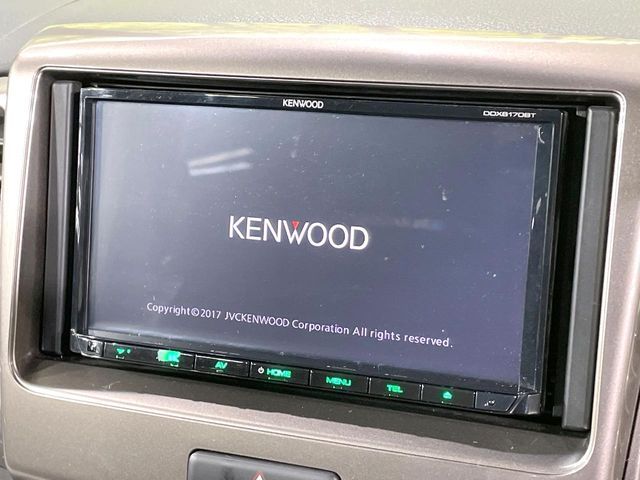 KENWOOD
DDX6170BT
KENWOOD
Copyright©2017 JVCKENWOOD Corporation All rights reserved.
AV
HOME
MENU
TEL